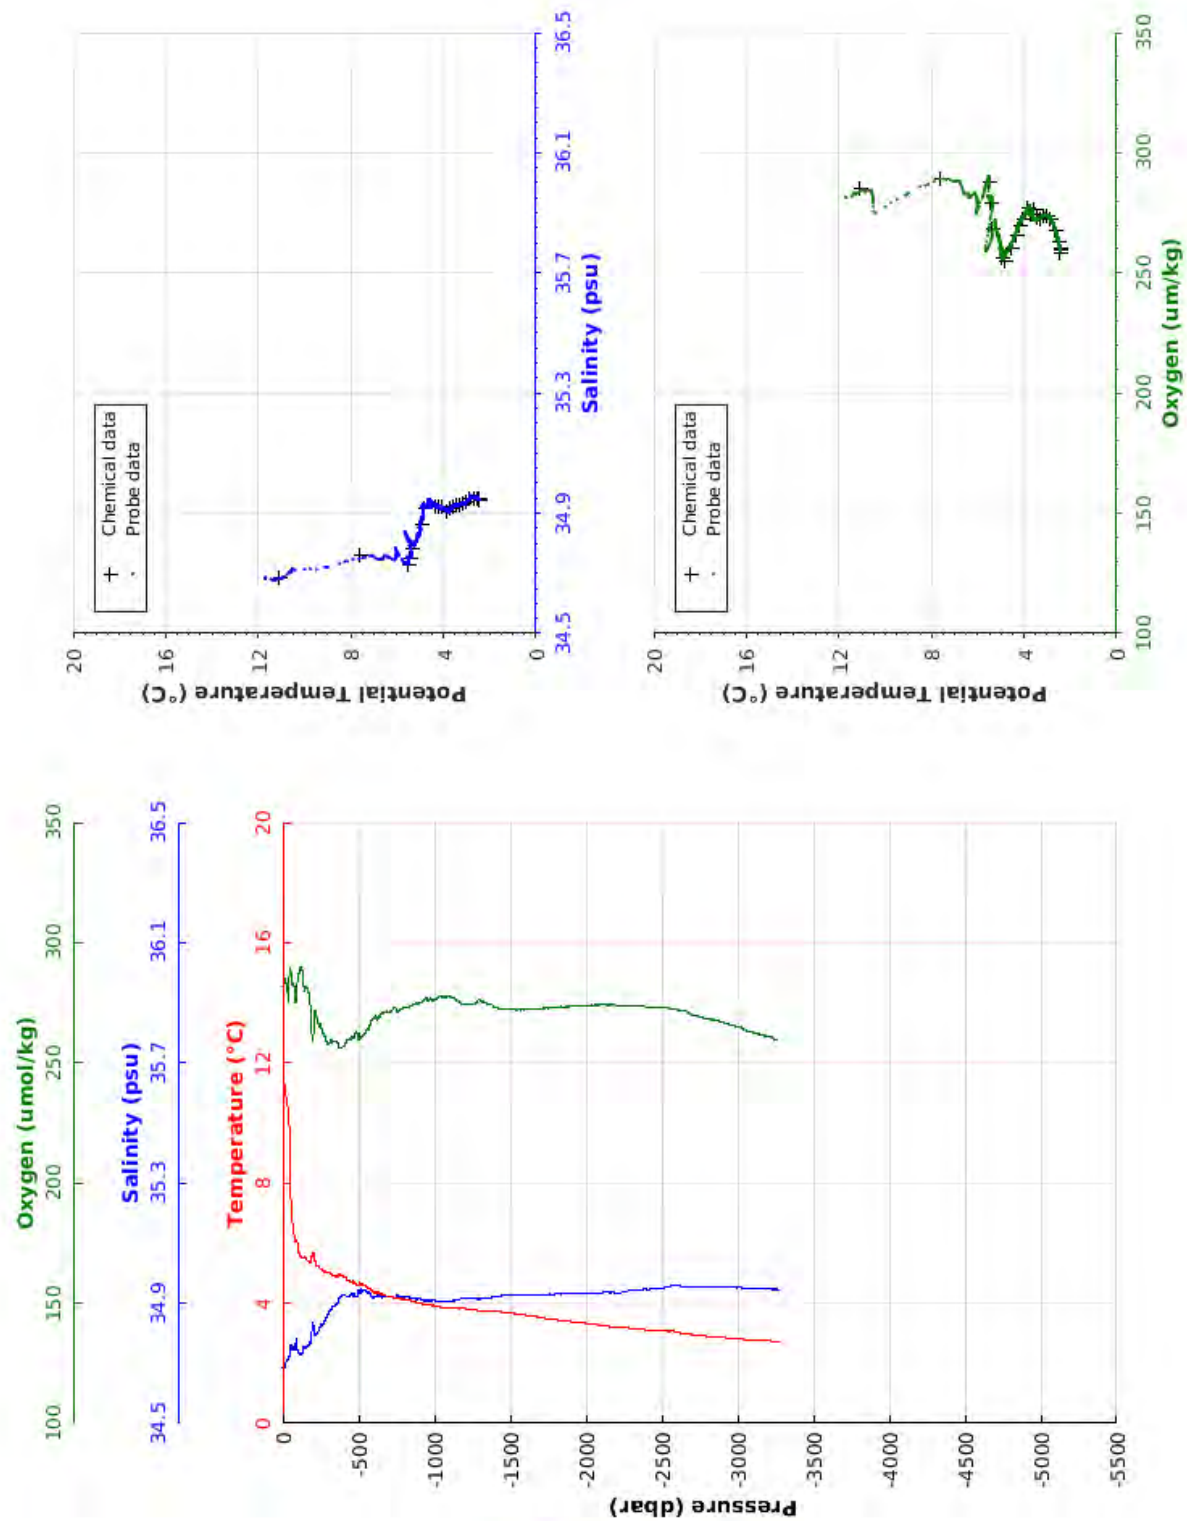 Oxygen (umol/kg)
100 150 200 250 300 350
Salinity (psu)
34.5 34.9 35.3 35.7 36.1 36.5
Temperature (°C)
0 4 8 12 16 20
Pressure (dbar)
0
-500
-1000
-1500
-2000
-2500
-3000
-3500
-4000
-4500
-5000
-5500
Potential Temperature (°C)
20
16
12
8
4
0
Chemical data
Probe data
34.5 34.9 35.3 35.7 36.1 36.5
Salinity (psu)
Potential Temperature (°C)
20
16
12
8
4
0
Chemical data
Probe data
100 150 200 250 300 350
Oxygen (um/kg)